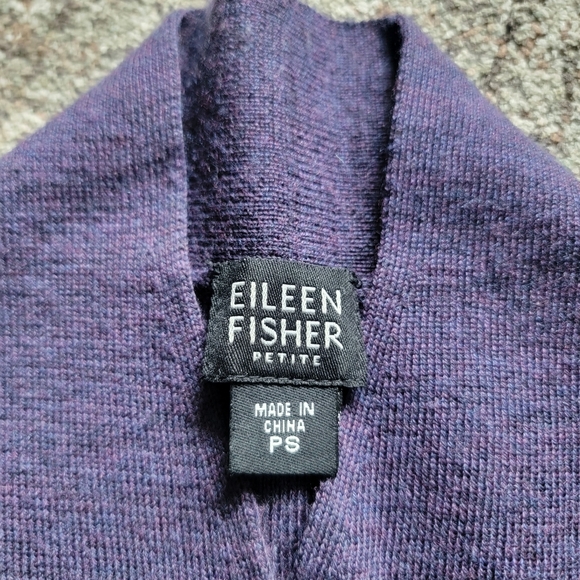 EILEEN
FISHER
PETITE
MADE IN
CHINA
PS